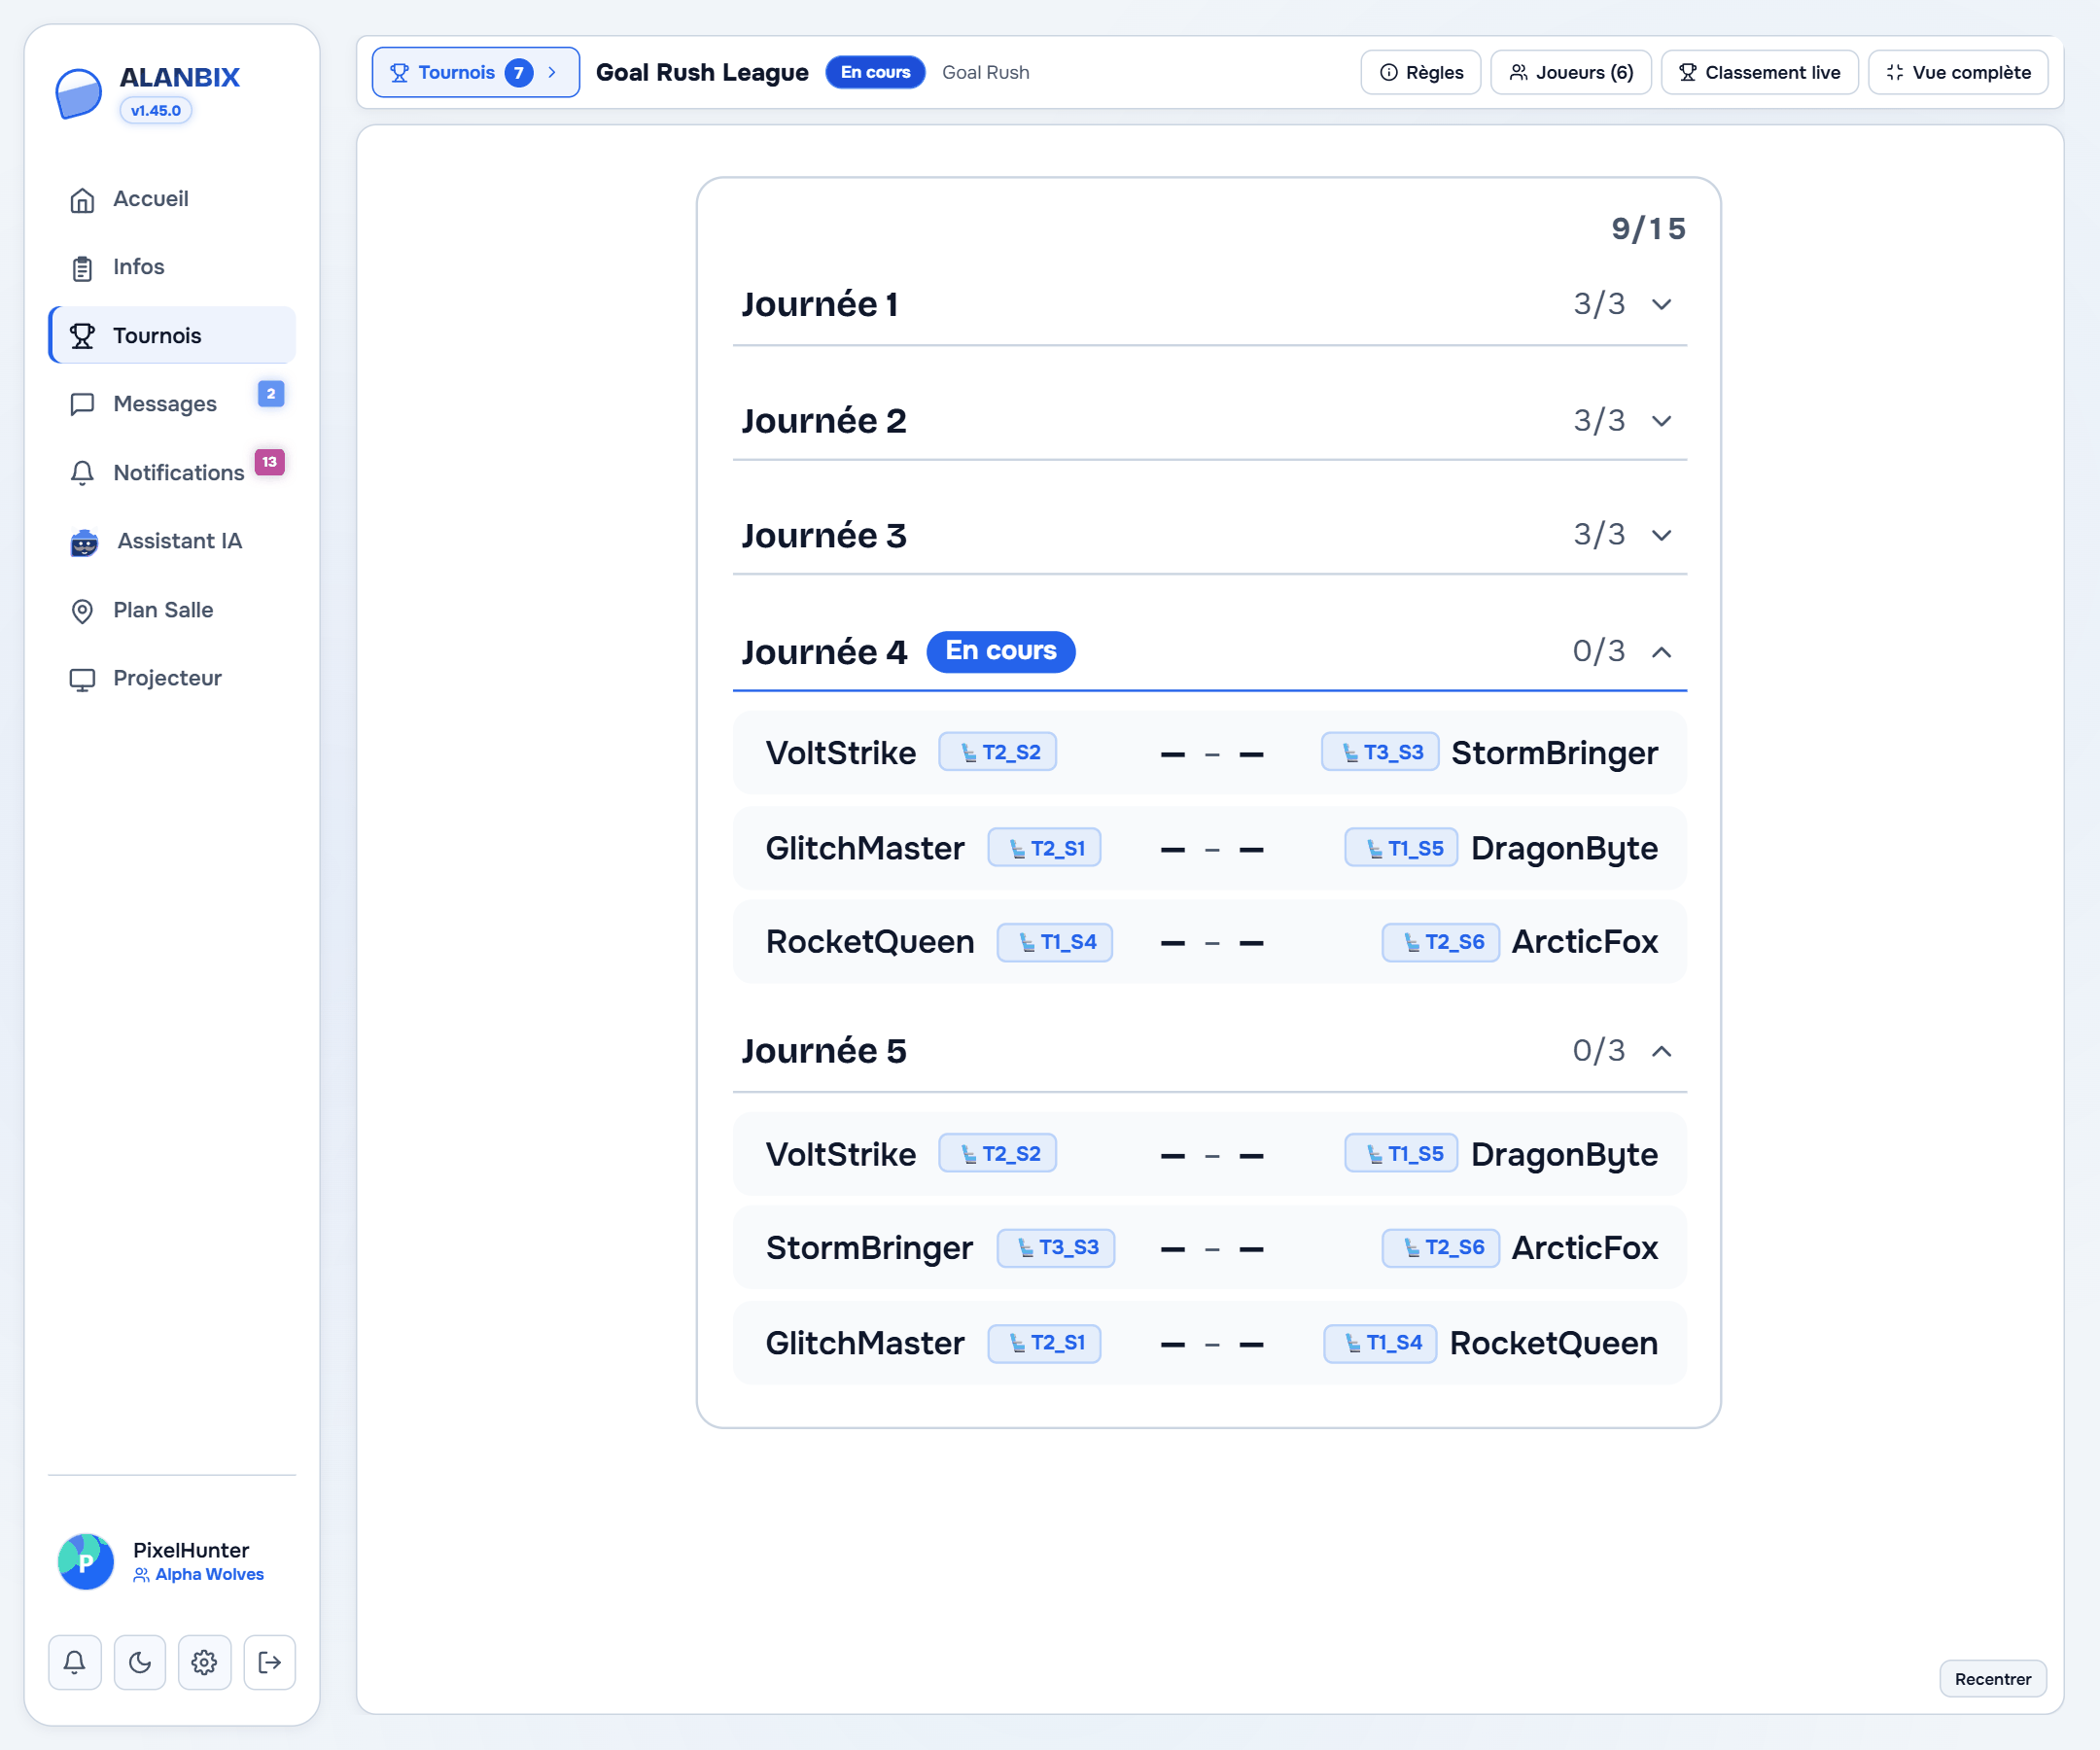 ALANBIX
v1.45.0
Accueil
Infos
Tournois
Messages 2
Notifications 13
Assistant IA
Plan Salle
Projecteur
P
PixelHunter
Alpha Wolves
Tournois 7
Goal Rush League
En cours
Goal Rush
Règles
Joueurs (6)
Classement live
Vue complète
9/15
Journée 1 3/3
Journée 2 3/3
Journée 3 3/3
Journée 4 En cours 0/3
VoltStrike T2_S2 — – — T3_S3 StormBringer
GlitchMaster T2_S1 — – — T1_S5 DragonByte
RocketQueen T1_S4 — – — T2_S6 ArcticFox
Journée 5 0/3
VoltStrike T2_S2 — – — T1_S5 DragonByte
StormBringer T3_S3 — – — T2_S6 ArcticFox
GlitchMaster T2_S1 — – — T1_S4 RocketQueen
Recentrer